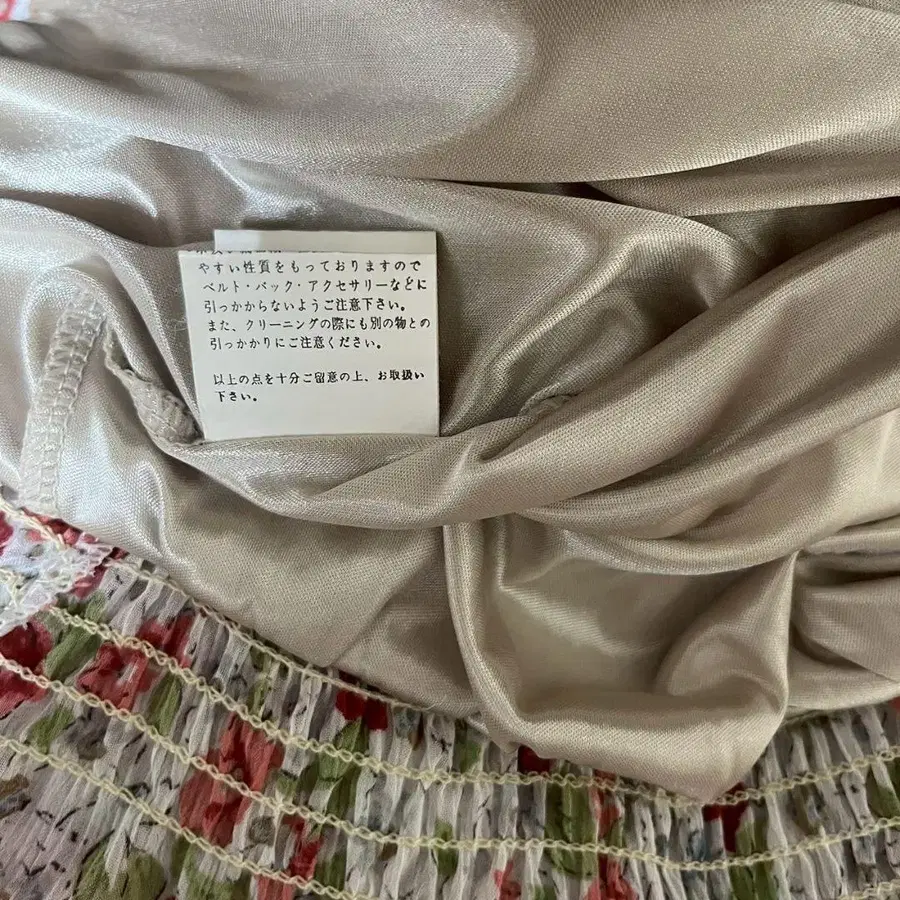 やすい性質をもっておりますので
ベルト・バック・アクセサリーなどに
引っかからないようご注意下さい。
また、クリーニングの際にも別の物との
引っかかりにご注意ください。
以上の点を十分ご留意の上、お取扱い
下さい。